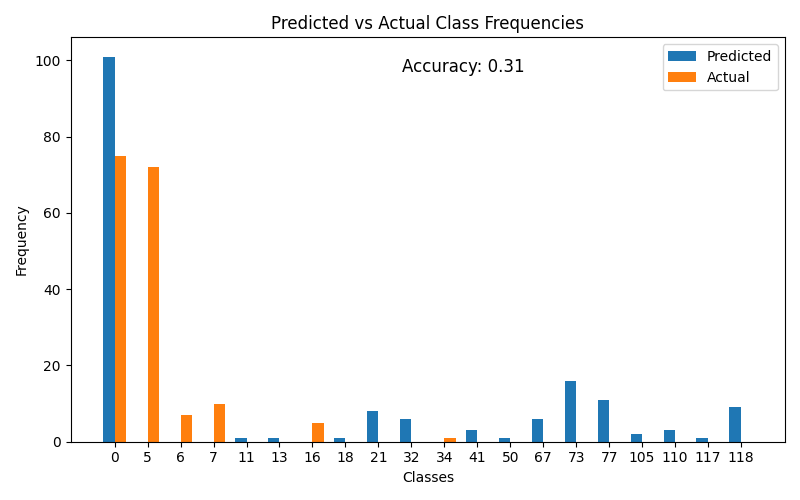 Predicted vs Actual Class Frequencies
Accuracy: 0.31
Predicted
Actual
Frequency
100
80
60
40
20
0
0 5 6 7 11 13 16 18 21 32 34 41 50 67 73 77 105 110 117 118
Classes